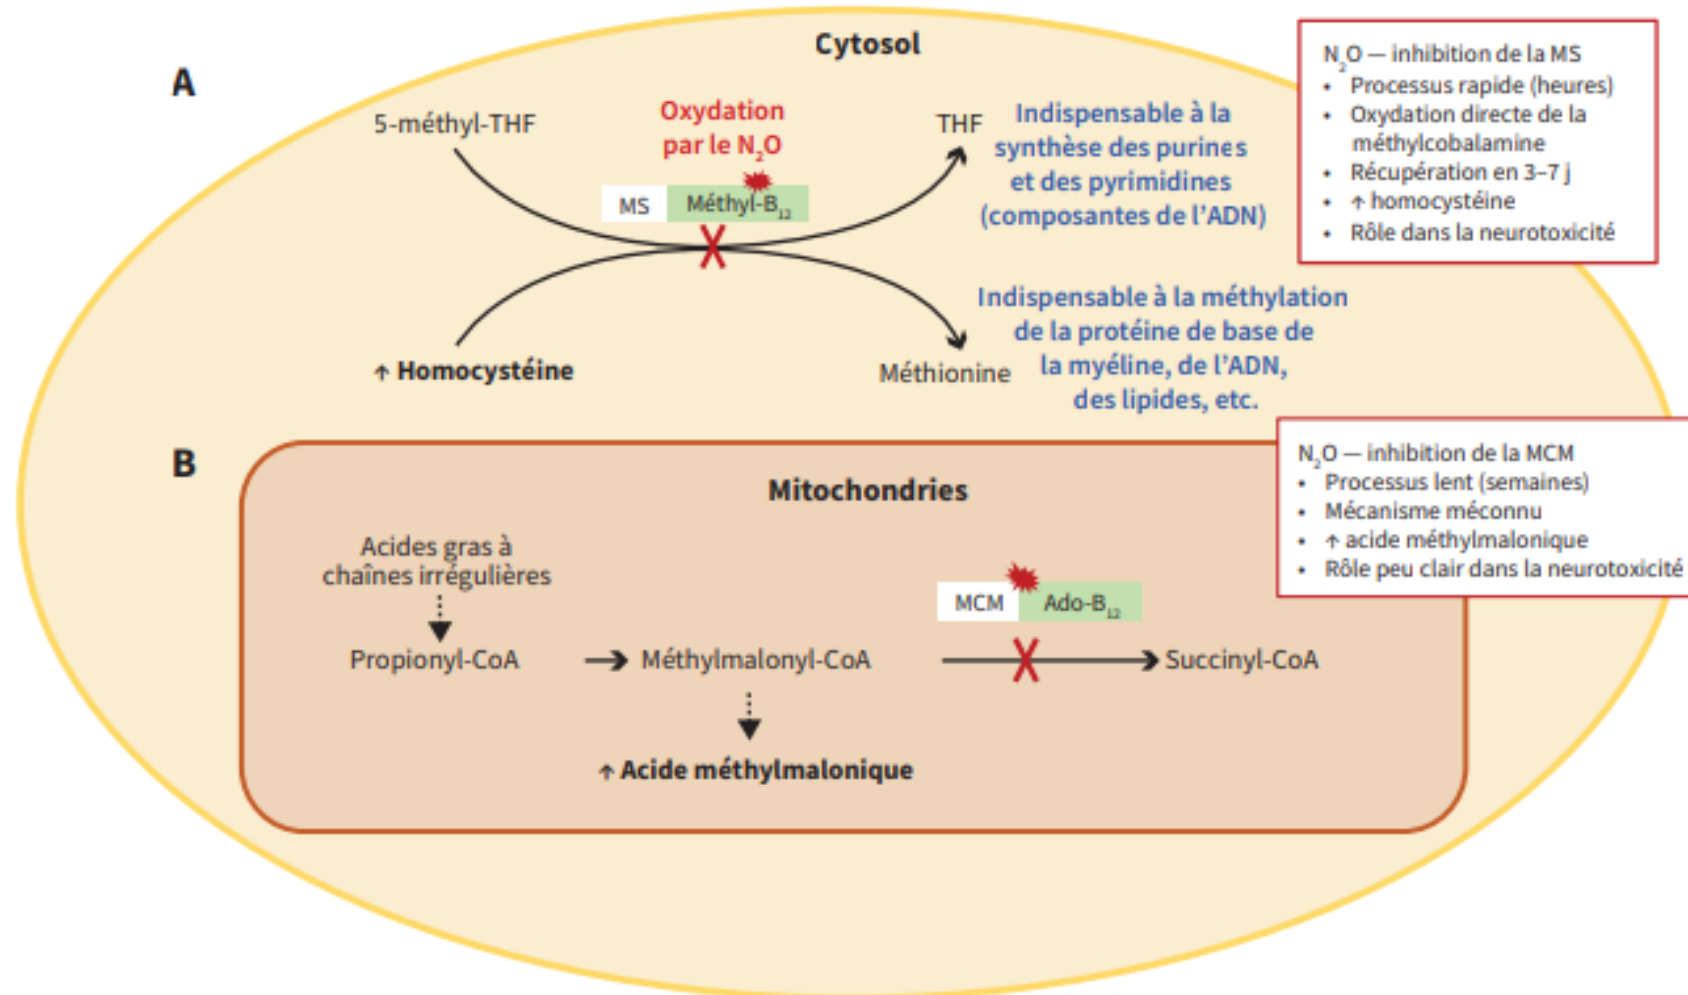 Cytosol
A
5-méthyl-THF
Oxydation
par le N₂O
MS
Méthyl-B₁₂
THF
Indispensable à la
synthèse des purines
et des pyrimidines
(composantes de l'ADN)
↑ Homocystéine
Méthionine
Indispensable à la méthylation
de la protéine de base de
la myéline, de l'ADN,
des lipides, etc.
N₂O — inhibition de la MS
• Processus rapide (heures)
• Oxydation directe de la
méthylcobalamine
• Récupération en 3–7 j
• ↑ homocystéine
• Rôle dans la neurotoxicité
B
Mitochondries
Acides gras à
chaînes irrégulières
Propionyl-CoA
Méthylmalonyl-CoA
MCM
Ado-B₁₂
Succinyl-CoA
↑ Acide méthylmalonique
N₂O — inhibition de la MCM
• Processus lent (semaines)
• Mécanisme méconnu
• ↑ acide méthylmalonique
• Rôle peu clair dans la neurotoxicité